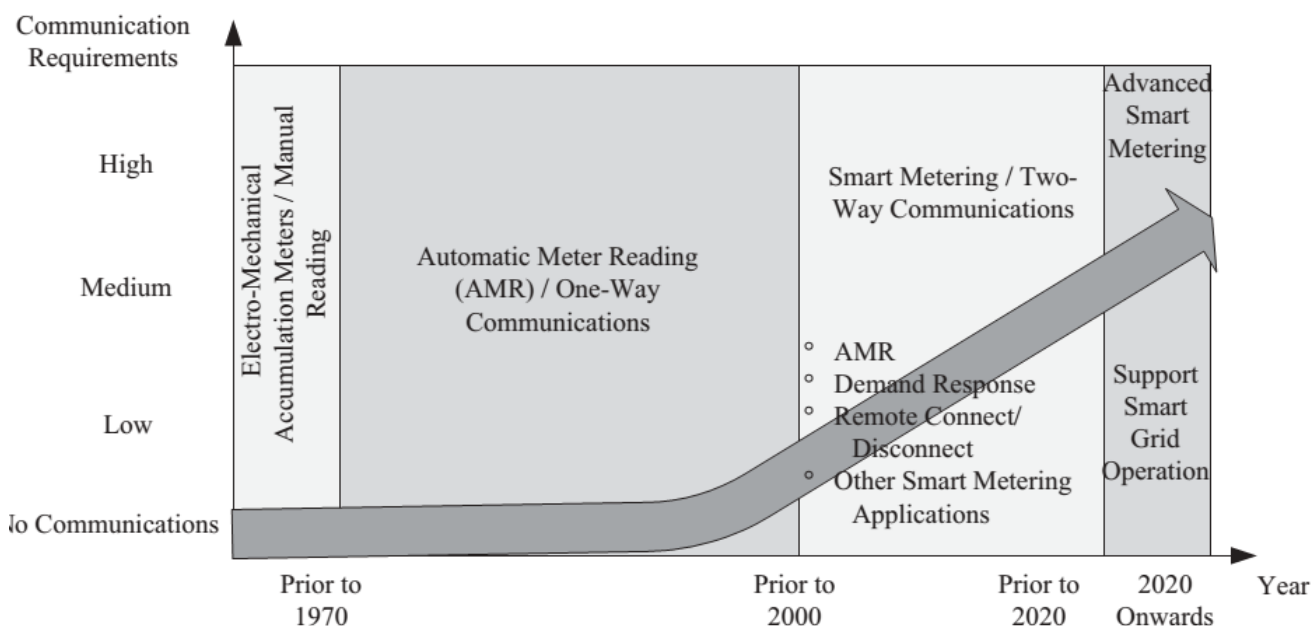 Communication
Requirements
High
Medium
Low
No Communications
Electro-Mechanical
Accumulation Meters / Manual
Reading
Automatic Meter Reading
(AMR) / One-Way
Communications
Smart Metering / Two-
Way Communications
° AMR
° Demand Response
° Remote Connect/
Disconnect
° Other Smart Metering
Applications
Advanced
Smart
Metering
Support
Smart
Grid
Operation
Prior to
1970
Prior to
2000
Prior to
2020
2020
Onwards
Year